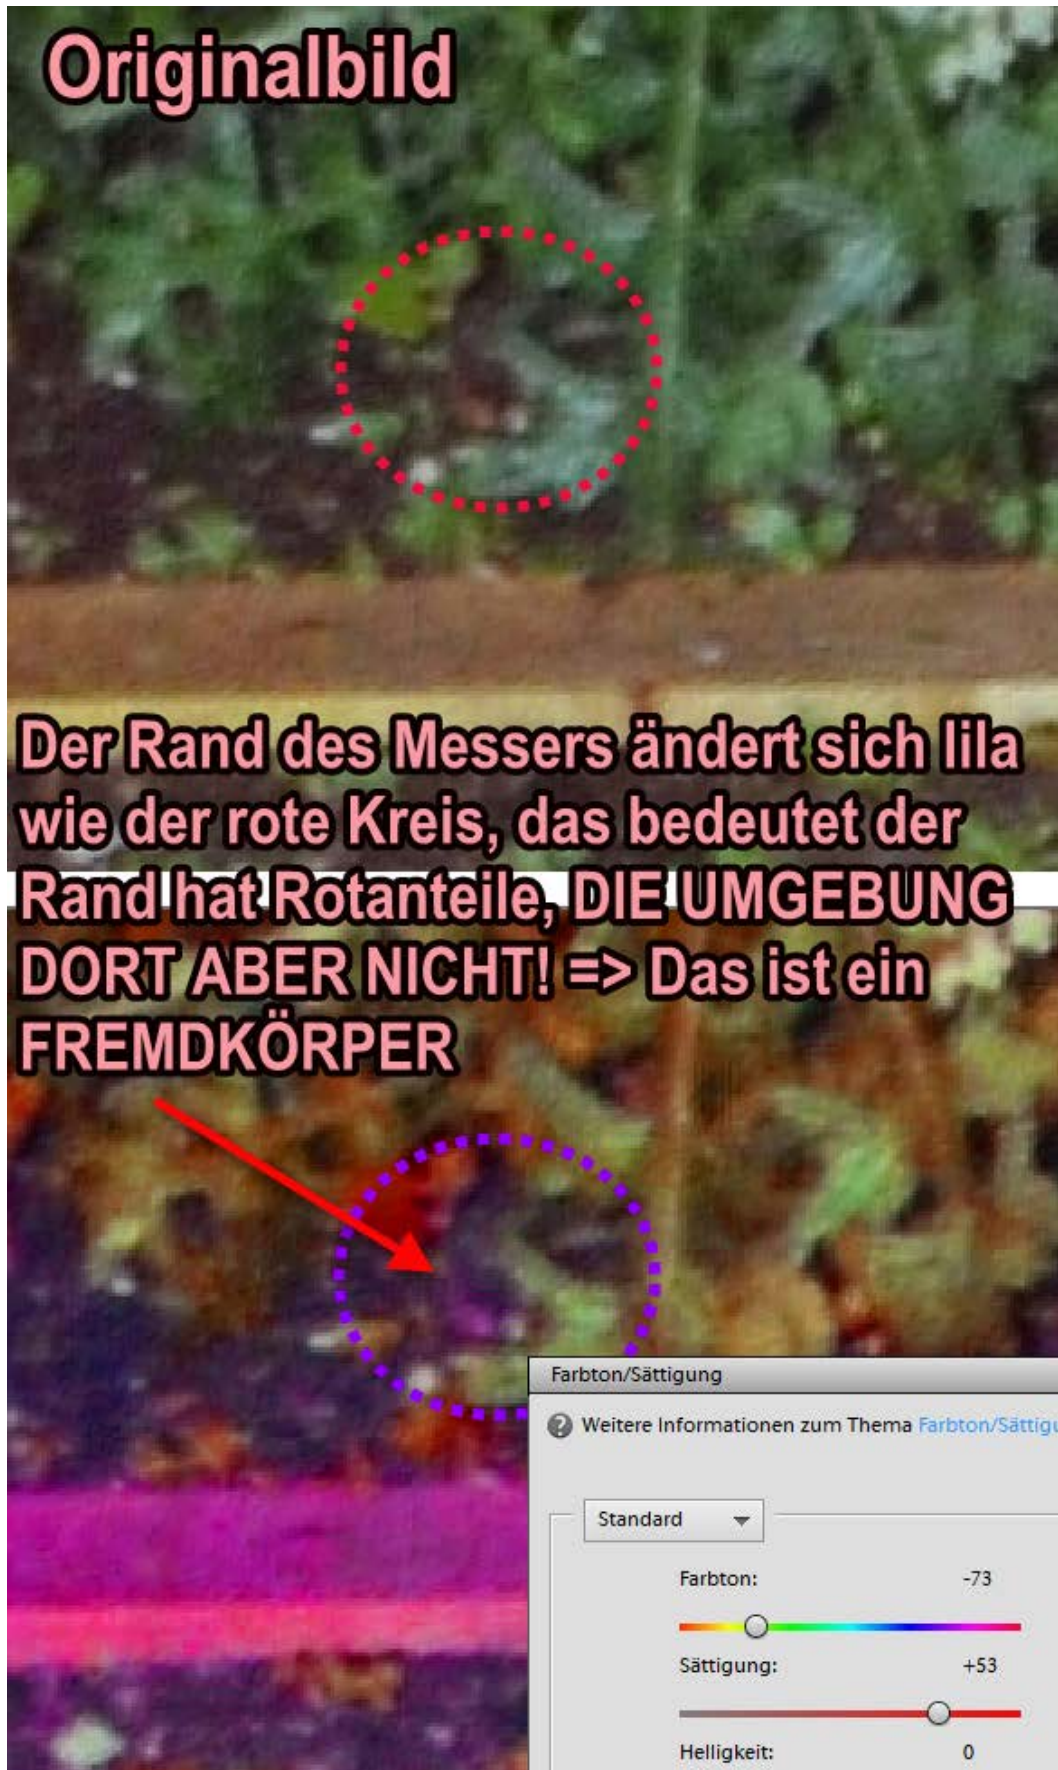 Originalbild
Der Rand des Messers ändert sich lila
wie der rote Kreis, das bedeutet der
Rand hat Rotanteile, DIE UMGEBUNG
DORT ABER NICHT! => Das ist ein
FREMDKÖRPER
Farbton/Sättigung
Weitere Informationen zum Thema Farbton/Sättigu
Standard
Farbton: -73
Sättigung: +53
Helligkeit: 0